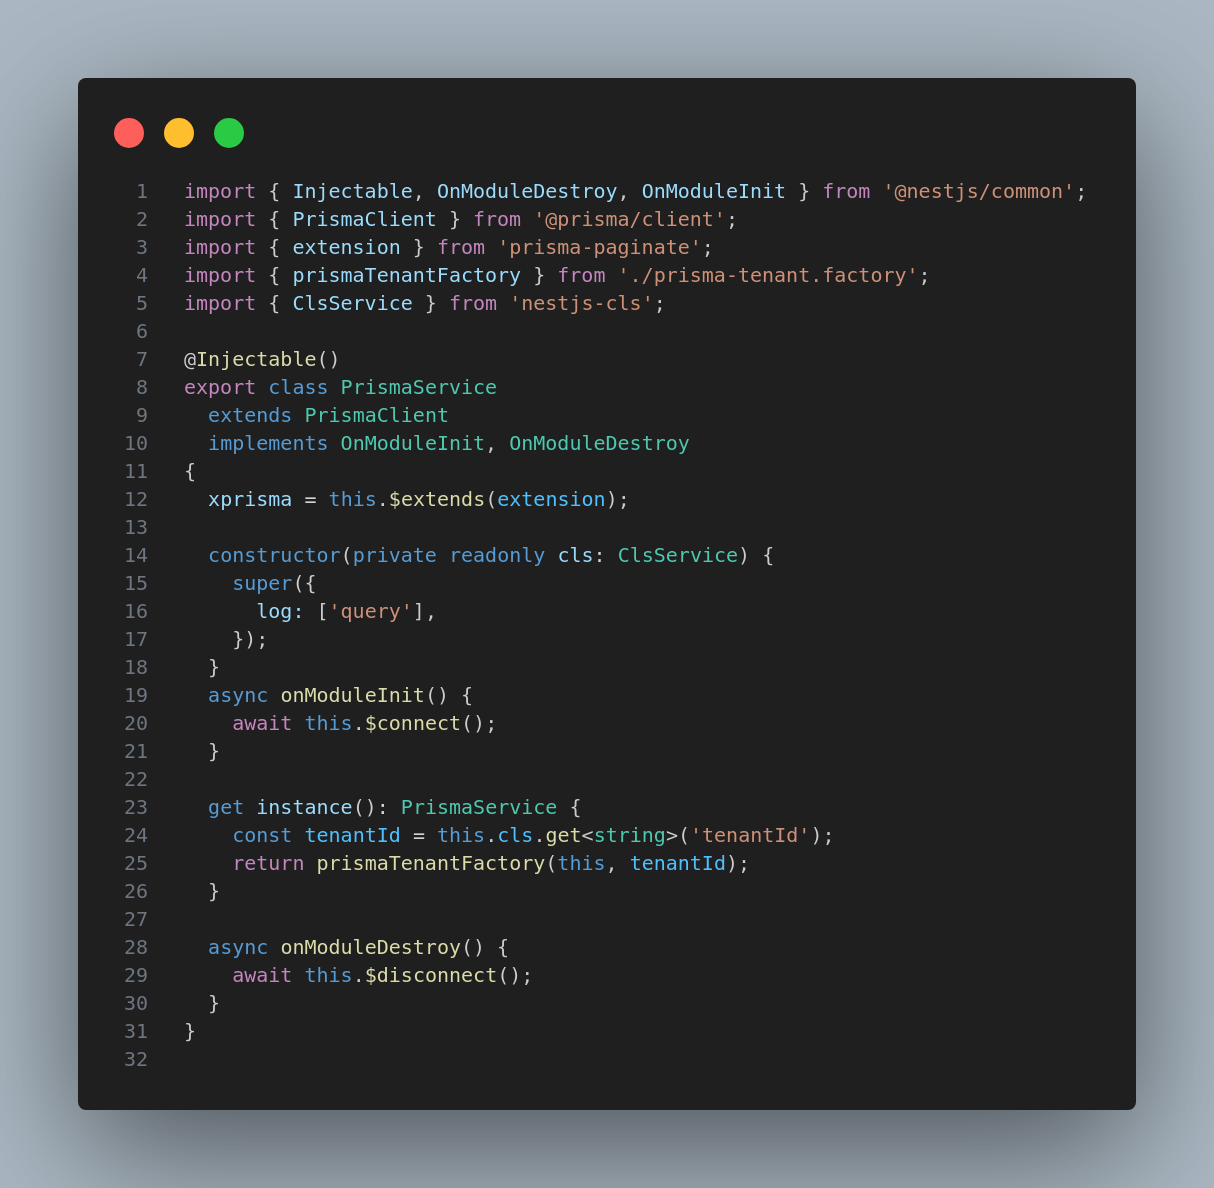 1 import { Injectable, OnModuleDestroy, OnModuleInit } from '@nestjs/common';
2 import { PrismaClient } from '@prisma/client';
3 import { extension } from 'prisma-paginate';
4 import { prismaTenantFactory } from './prisma-tenant.factory';
5 import { ClsService } from 'nestjs-cls';
6
7 @Injectable()
8 export class PrismaService
9   extends PrismaClient
10   implements OnModuleInit, OnModuleDestroy
11 {
12   xprisma = this.$extends(extension);
13
14   constructor(private readonly cls: ClsService) {
15     super({
16       log: ['query'],
17     });
18   }
19   async onModuleInit() {
20     await this.$connect();
21   }
22
23   get instance(): PrismaService {
24     const tenantId = this.cls.get<string>('tenantId');
25     return prismaTenantFactory(this, tenantId);
26   }
27
28   async onModuleDestroy() {
29     await this.$disconnect();
30   }
31 }
32